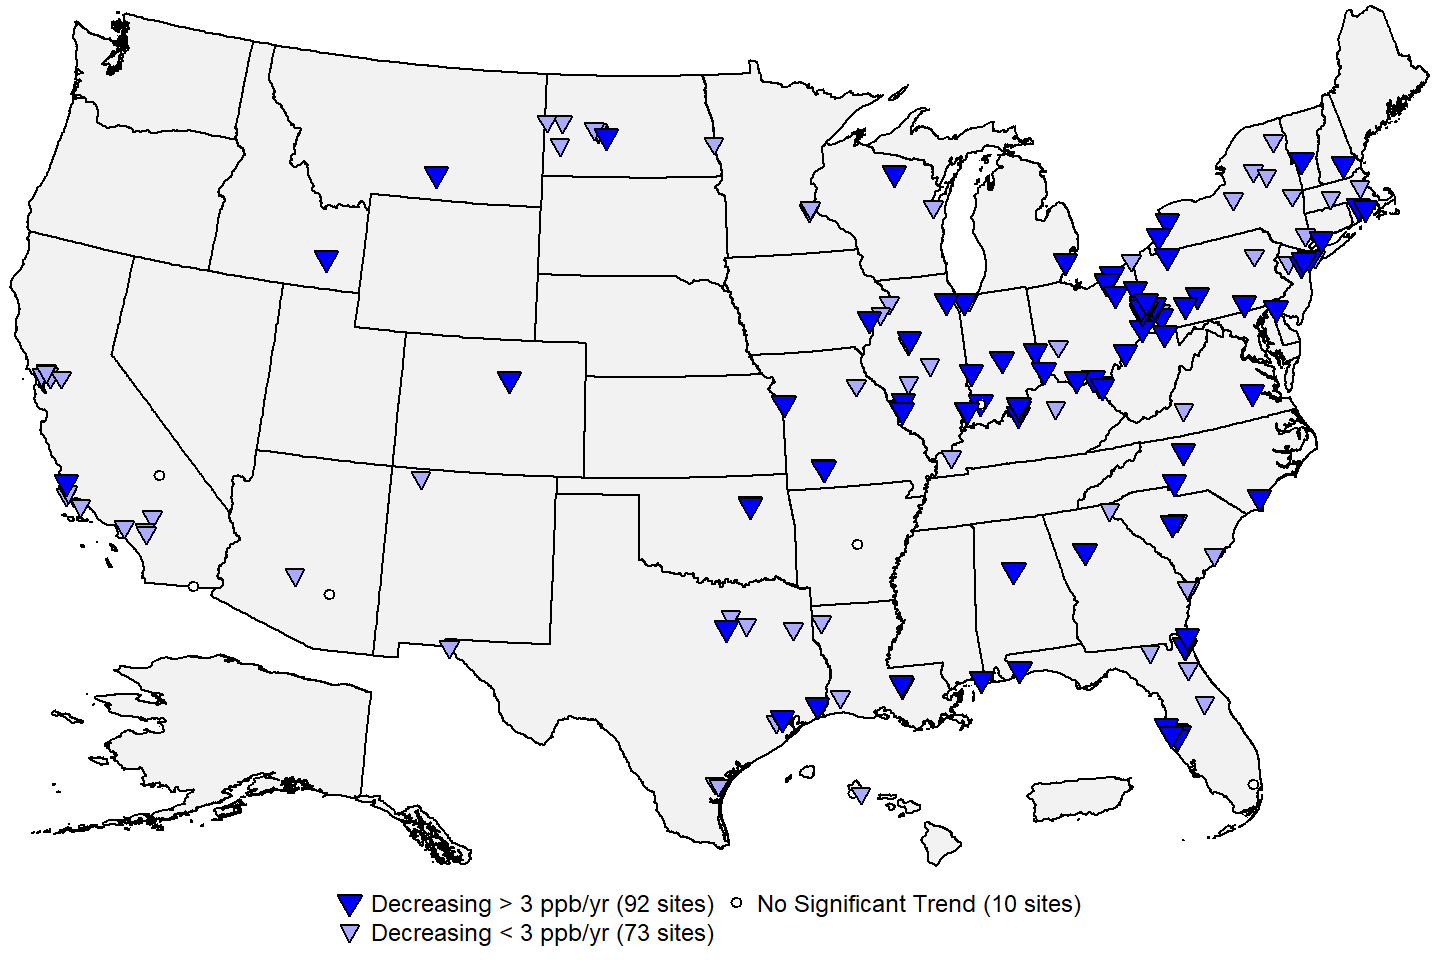 Decreasing > 3 ppb/yr (92 sites) No Significant Trend (10 sites)
Decreasing < 3 ppb/yr (73 sites)